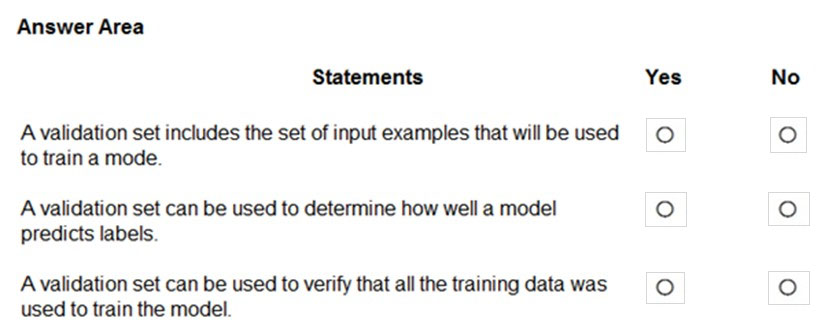 Answer Area
Statements Yes No
A validation set includes the set of input examples that will be used
to train a mode.
A validation set can be used to determine how well a model
predicts labels.
A validation set can be used to verify that all the training data was
used to train the model.